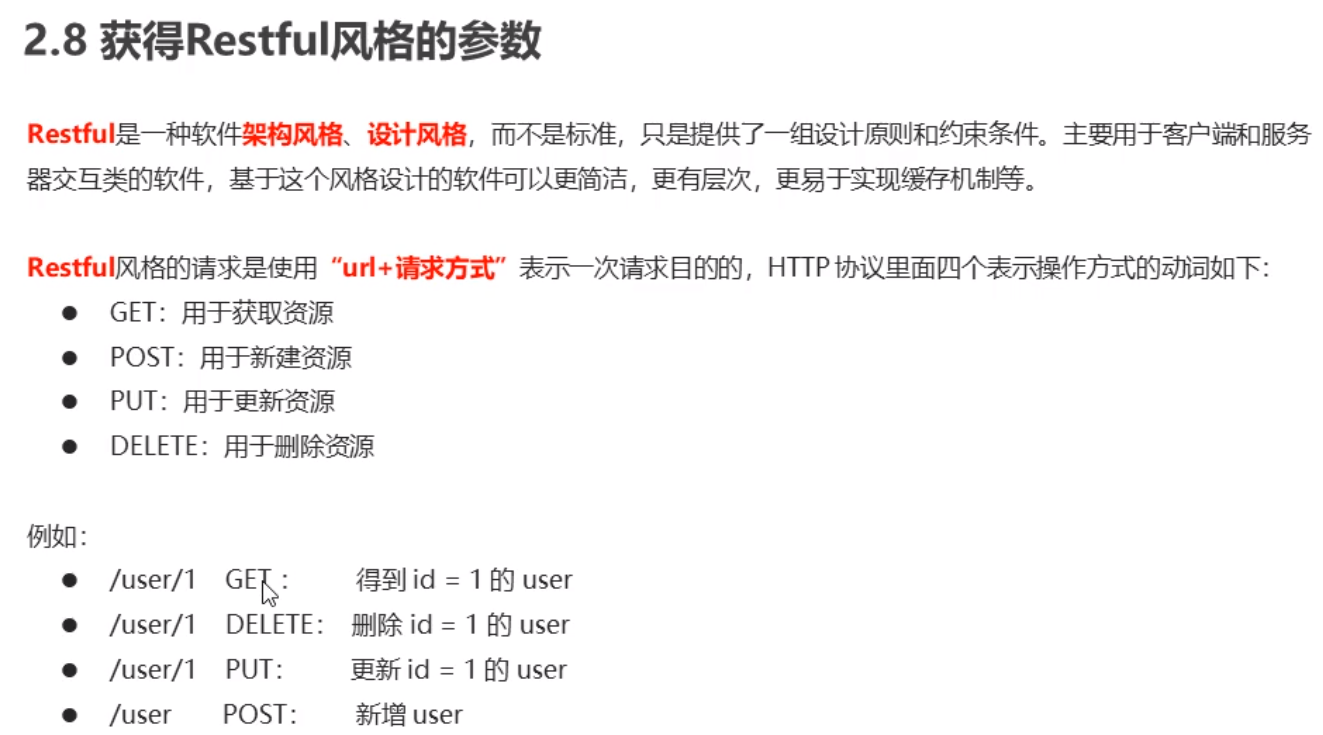 2.8 获得Restful风格的参数
Restful是一种软件架构风格、设计风格，而不是标准，只是提供了一组设计原则和约束条件。主要用于客户端和服务
器交互类的软件，基于这个风格设计的软件可以更简洁，更有层次，更易于实现缓存机制等。
Restful风格的请求是使用“url+请求方式”表示一次请求目的的，HTTP 协议里面四个表示操作方式的动词如下：
● GET：用于获取资源
● POST：用于新建资源
● PUT：用于更新资源
● DELETE：用于删除资源
例如：
● /user/1 GET ： 得到 id = 1 的 user
● /user/1 DELETE： 删除 id = 1 的 user
● /user/1 PUT： 更新 id = 1 的 user
● /user POST： 新增 user